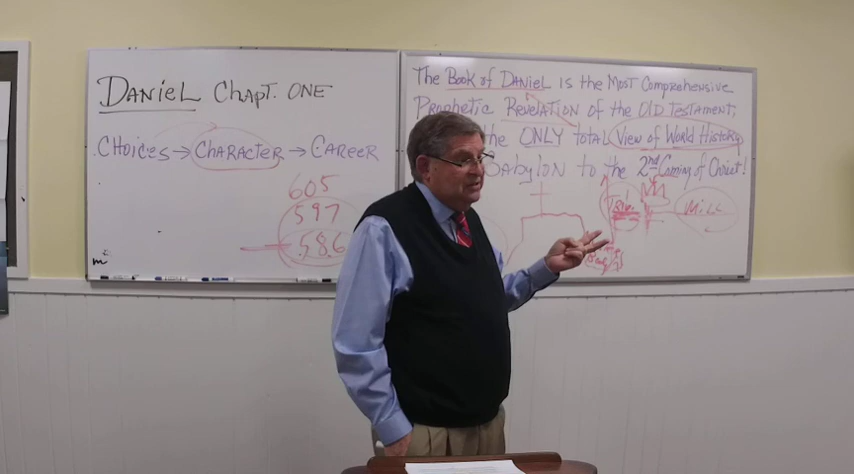 DANIEL CHAPT. ONE
CHOICES → CHARACTER → CAREER
605
597
586
THE BOOK OF DANIEL IS THE MOST COMPREHENSIVE
PROPHETIC REVELATION OF THE OLD TESTAMENT,
THE ONLY TOTAL VIEW OF WORLD HISTORY
BABYLON TO THE 2nd COMING OF CHRIST!
MILL